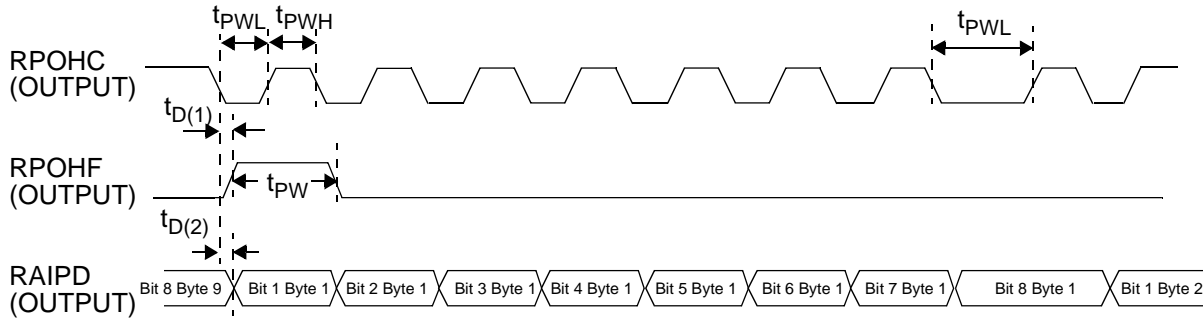 tPWL tPWH tPWL
RPOHC
(OUTPUT)
tD(1)
RPOHF
(OUTPUT)
tPW
tD(2)
RAIPD
(OUTPUT)
Bit 8 Byte 9 Bit 1 Byte 1 Bit 2 Byte 1 Bit 3 Byte 1 Bit 4 Byte 1 Bit 5 Byte 1 Bit 6 Byte 1 Bit 7 Byte 1 Bit 8 Byte 1 Bit 1 Byte 2